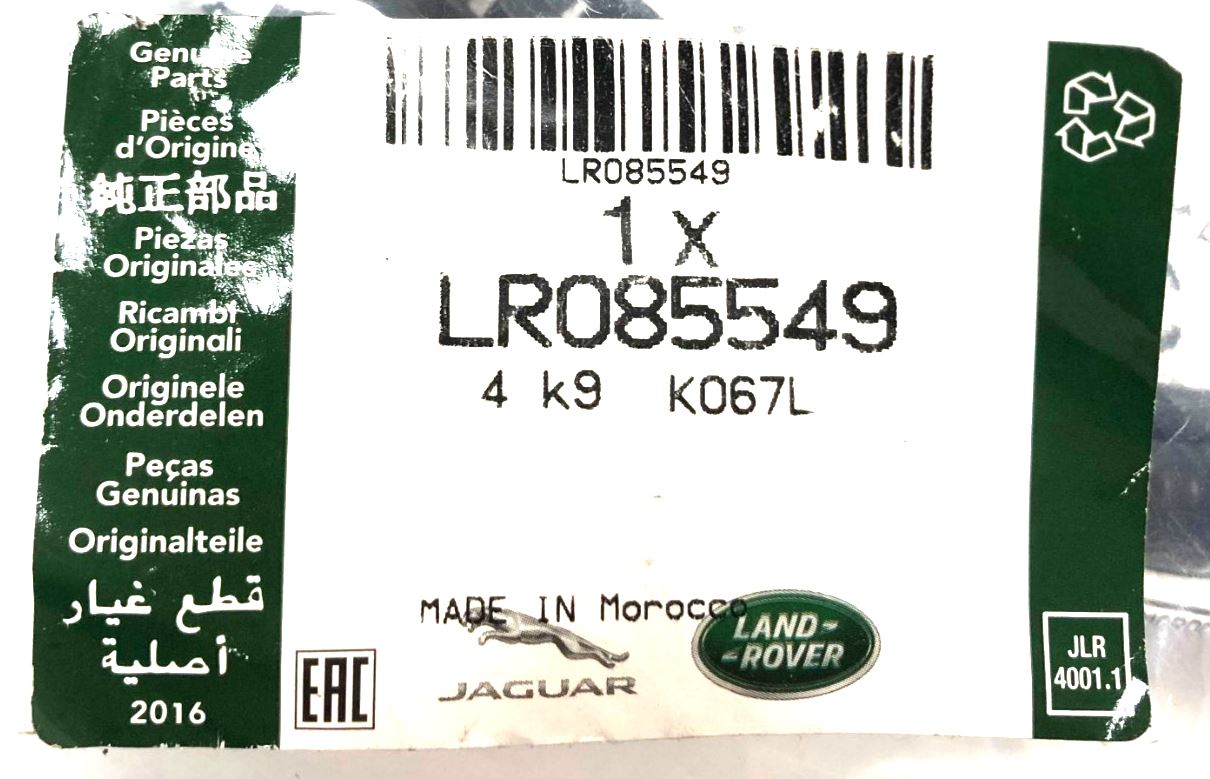 Genuine
Parts
Pièces
d'Origine
純正部品
Piezas
Originales
Ricambi
Originali
Originele
Onderdelen
Peças
Genuinas
Originalteile
قطع غيار
أصلية
2016
LR085549
1 x
LR085549
4 k9 K067L
MADE IN Morocco
JAGUAR
LAND-
-ROVER
EAC
JLR
4001.1